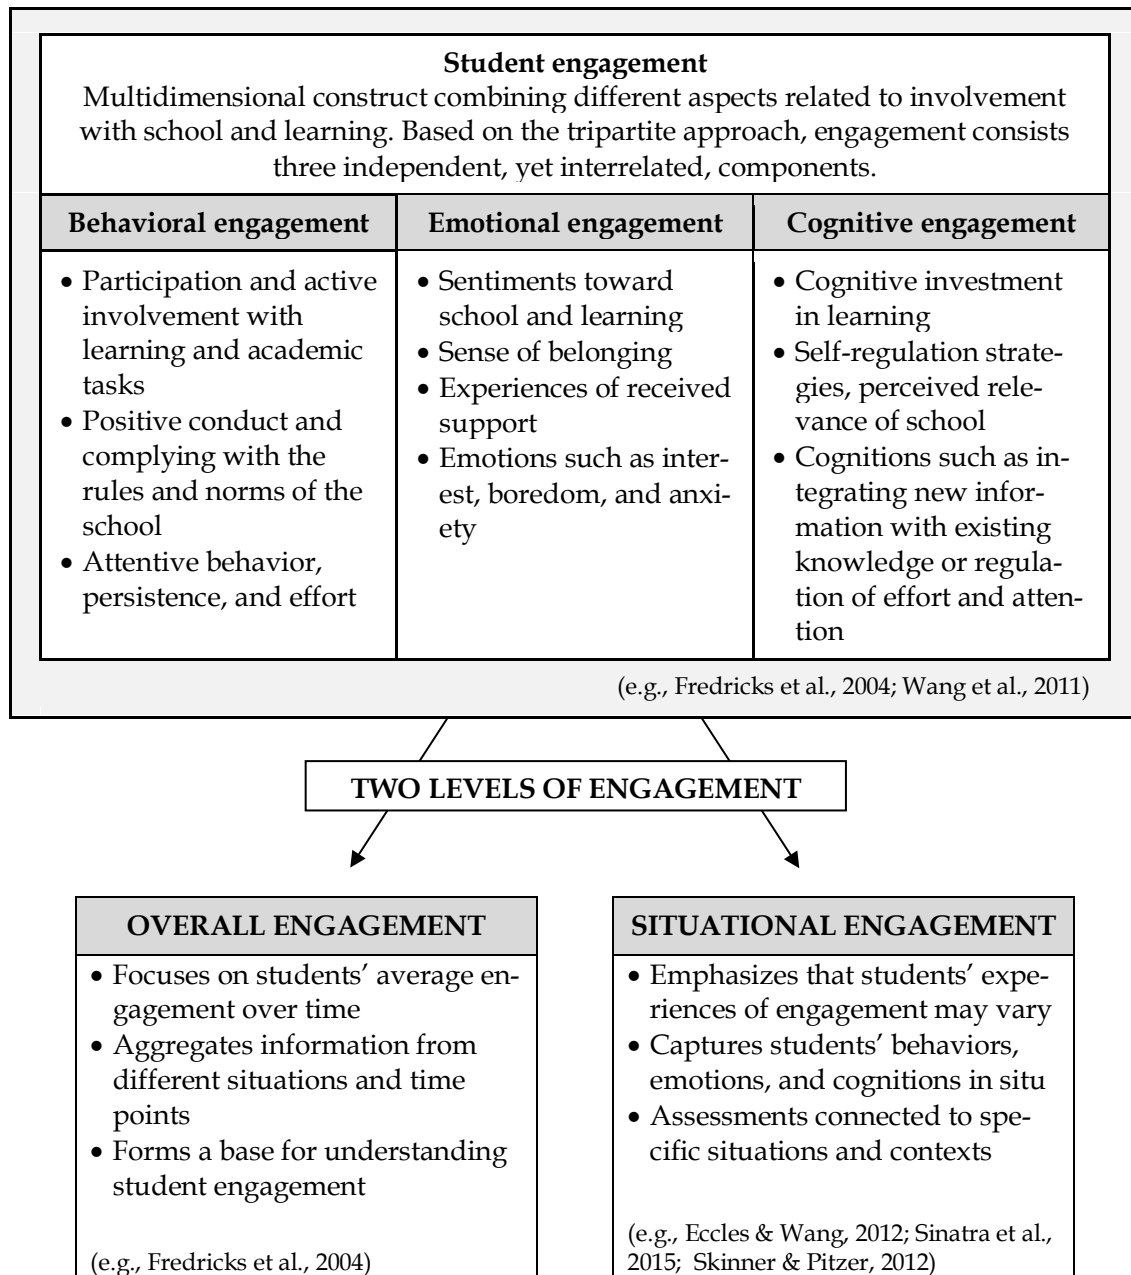 Student engagement
Multidimensional construct combining different aspects related to involvement
with school and learning. Based on the tripartite approach, engagement consists
three independent, yet interrelated, components.
Behavioral engagement
• Participation and active
involvement with
learning and academic
tasks
• Positive conduct and
complying with the
rules and norms of the
school
• Attentive behavior,
persistence, and effort
Emotional engagement
• Sentiments toward
school and learning
• Sense of belonging
• Experiences of received
support
• Emotions such as inter-
est, boredom, and anxi-
ety
Cognitive engagement
• Cognitive investment
in learning
• Self-regulation strate-
gies, perceived rele-
vance of school
• Cognitions such as in-
tegrating new infor-
mation with existing
knowledge or regula-
tion of effort and atten-
tion
(e.g., Fredricks et al., 2004; Wang et al., 2011)
TWO LEVELS OF ENGAGEMENT
OVERALL ENGAGEMENT
• Focuses on students’ average en-
gagement over time
• Aggregates information from
different situations and time
points
• Forms a base for understanding
student engagement
(e.g., Fredricks et al., 2004)
SITUATIONAL ENGAGEMENT
• Emphasizes that students’ expe-
riences of engagement may vary
• Captures students’ behaviors,
emotions, and cognitions in situ
• Assessments connected to spe-
cific situations and contexts
(e.g., Eccles & Wang, 2012; Sinatra et al.,
2015; Skinner & Pitzer, 2012)